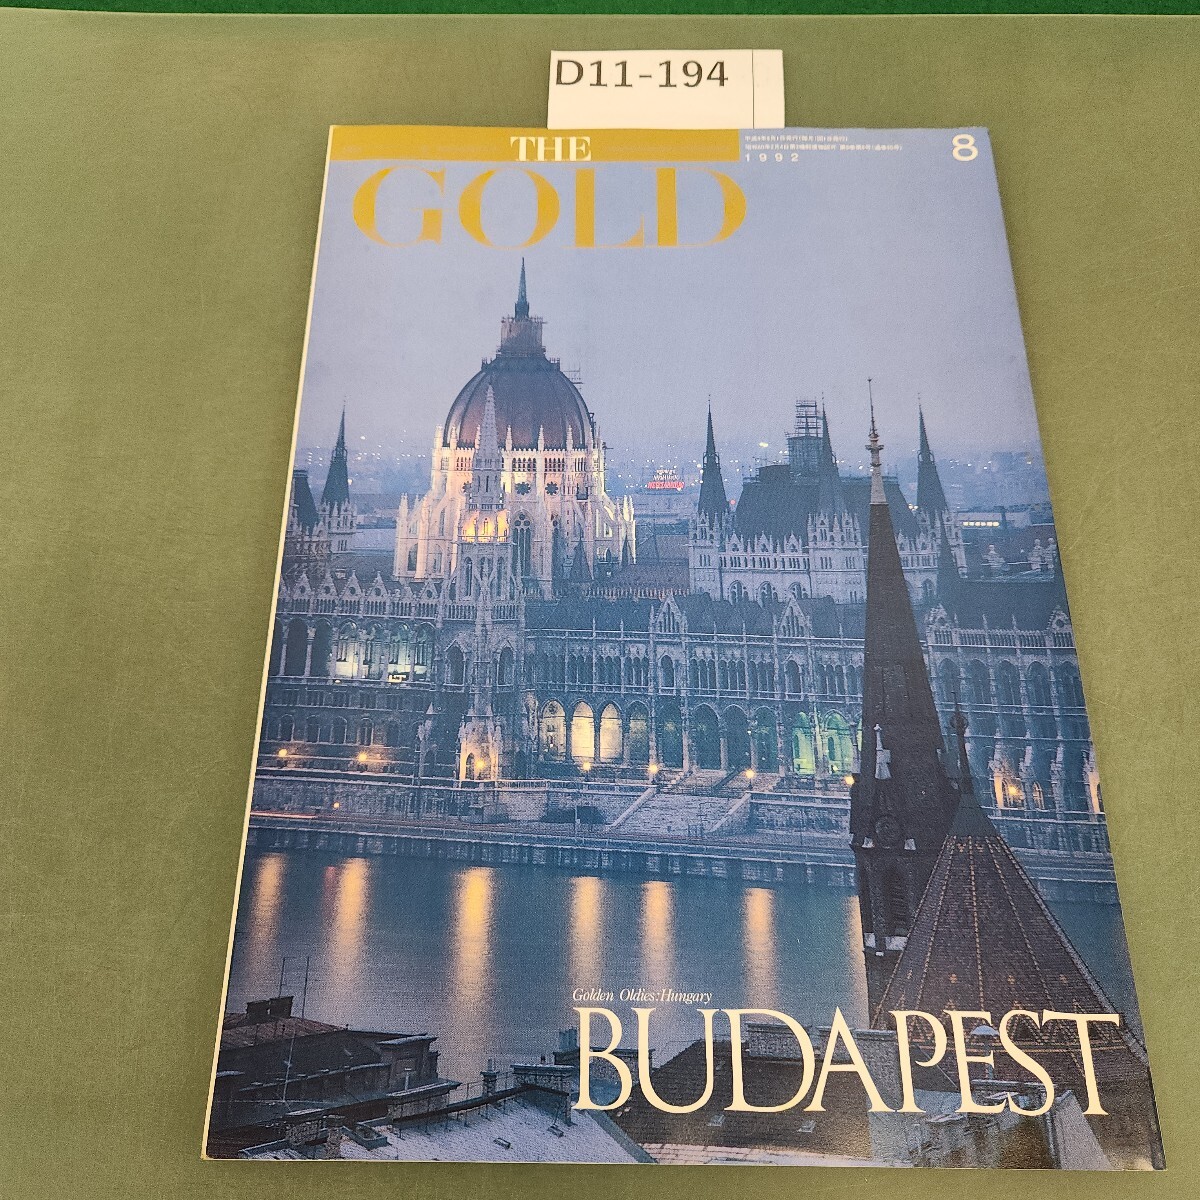 D11-194
THE
GOLD
1992
8
Golden Oldies:Hungary
BUDAPEST